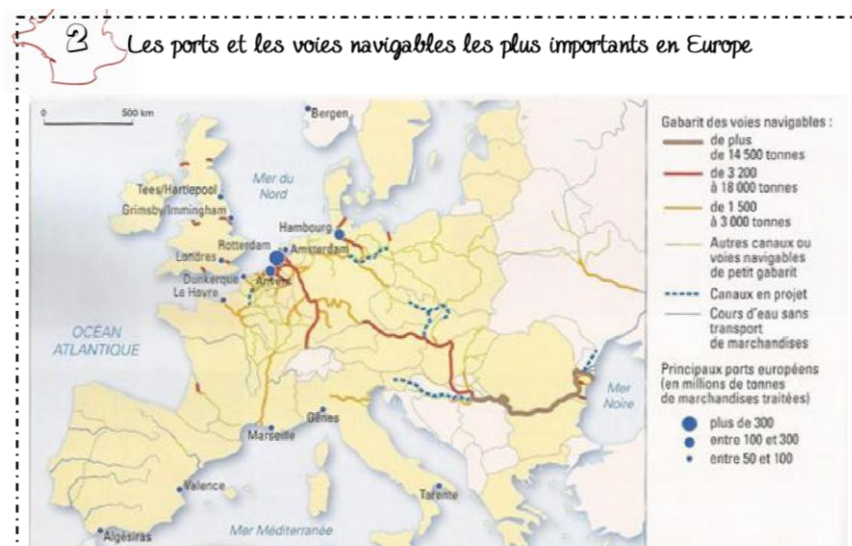 2
Les ports et les voies navigables les plus importants en Europe
0 500 km
Bergen
Mer du
Nord
Tees/Hartlepool
Grimsby/Immingham
Hambourg
Rotterdam
Amsterdam
Londres
Dunkerque
Anvers
Le Havre
OCÉAN
ATLANTIQUE
Mer
Noire
Gênes
Marseille
Valence
Tarente
Algésiras
Mer Méditerranée
Gabarit des voies navigables :
de plus
de 14 500 tonnes
de 3 200
à 18 000 tonnes
de 1 500
à 3 000 tonnes
Autres canaux ou
voies navigables
de petit gabarit
Canaux en projet
Cours d'eau sans
transport
de marchandises
Principaux ports européens
(en millions de tonnes
de marchandises traitées)
plus de 300
entre 100 et 300
entre 50 et 100